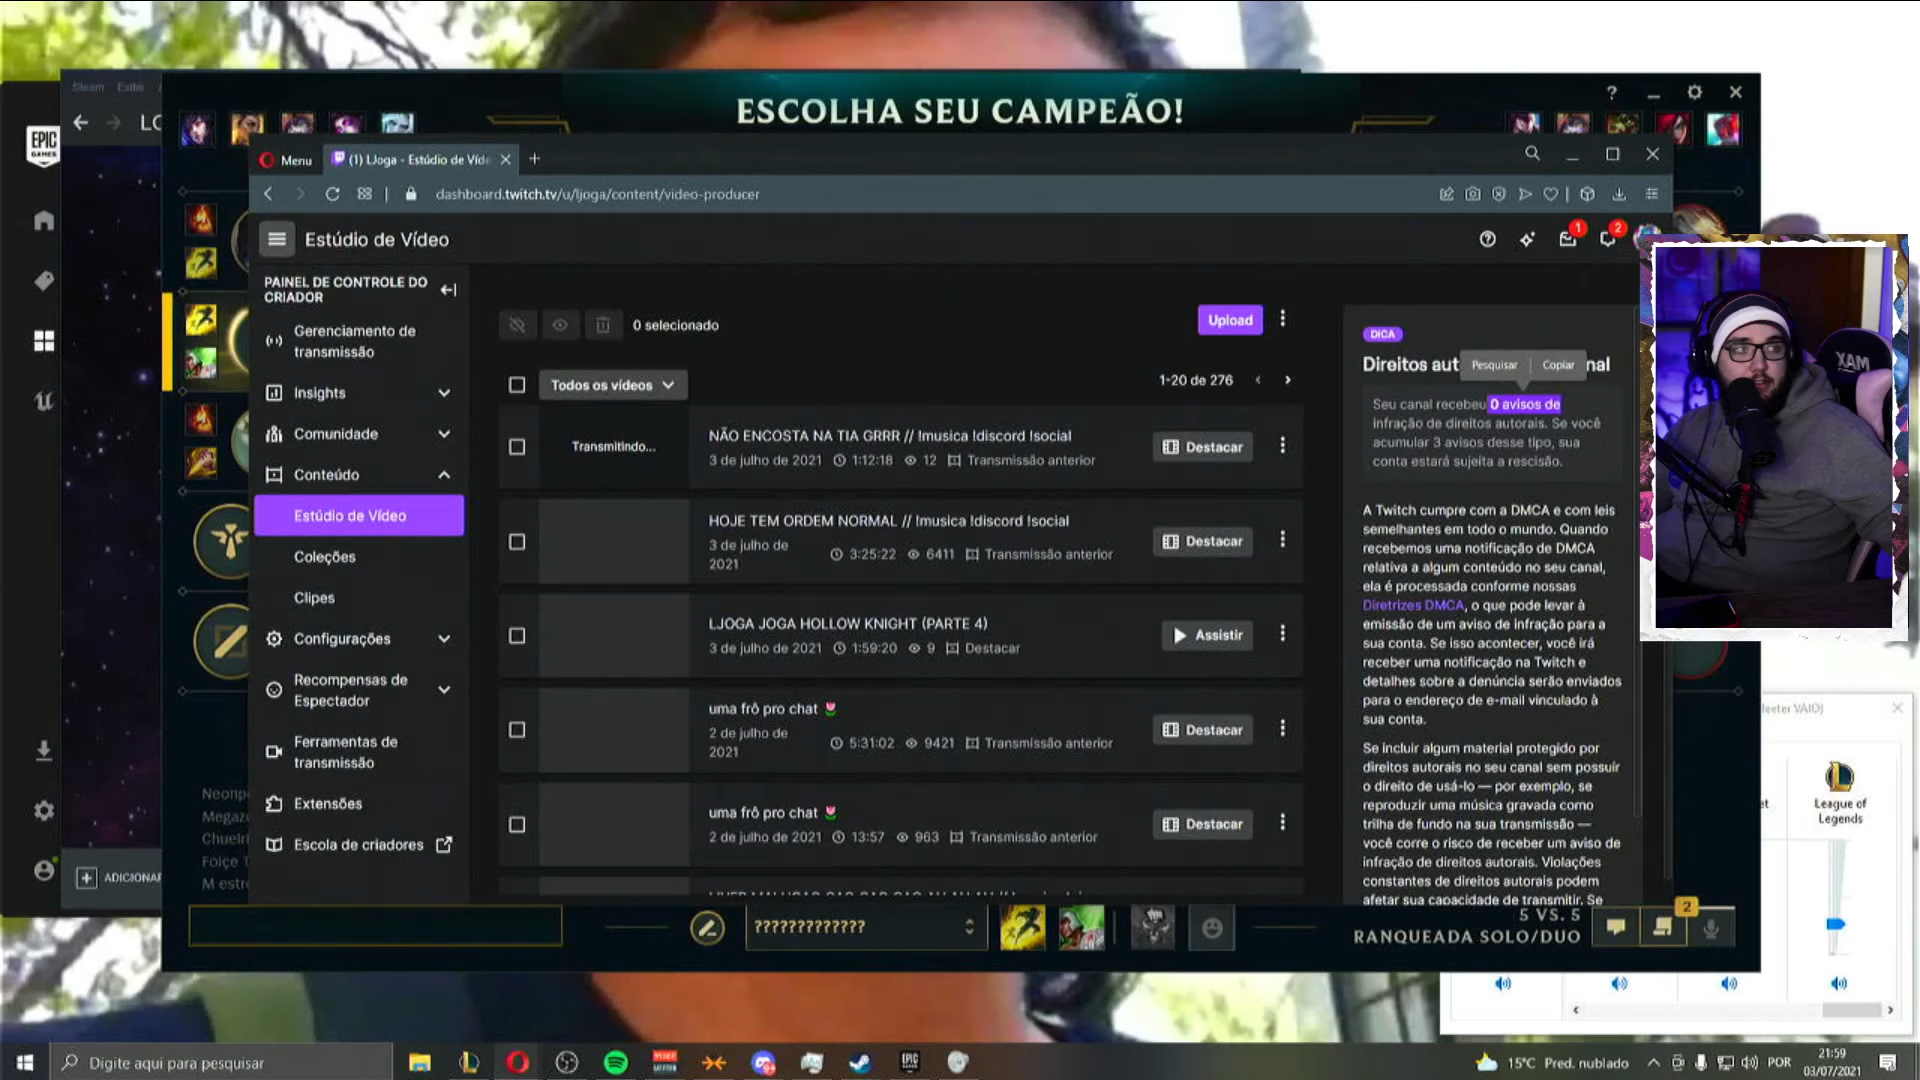 Steam Exibir
ESCOLHA SEU CAMPEÃO!
EPIC
GAMES
Menu
(1) LJoga - Estúdio de Víde
dashboard.twitch.tv/u/ljoga/content/video-producer
Estúdio de Vídeo
1
2
PAINEL DE CONTROLE DO
CRIADOR
Gerenciamento de
transmissão
Insights
Comunidade
Conteúdo
Estúdio de Vídeo
Coleções
Clipes
Configurações
Recompensas de
Espectador
Ferramentas de
transmissão
Extensões
Escola de criadores
0 selecionado
Upload
Todos os vídeos
1-20 de 276
Transmitindo...
NÃO ENCOSTA NA TIA GRRR // !musica !discord !social
3 de julho de 2021 1:12:18 12 Transmissão anterior
Destacar
HOJE TEM ORDEM NORMAL // !musica !discord !social
3 de julho de
2021
3:25:22 6411 Transmissão anterior
Destacar
LJOGA JOGA HOLLOW KNIGHT (PARTE 4)
3 de julho de 2021 1:59:20 9 Destacar
Assistir
uma frô pro chat 🌷
2 de julho de
2021
5:31:02 9421 Transmissão anterior
Destacar
uma frô pro chat 🌷
2 de julho de 2021 13:57 963 Transmissão anterior
Destacar
DICA
Direitos aut
nal
Pesquisar Copiar
Seu canal recebeu 0 avisos de
infração de direitos autorais. Se você
acumular 3 avisos desse tipo, sua
conta estará sujeita a rescisão.
A Twitch cumpre com a DMCA e com leis
semelhantes em todo o mundo. Quando
recebemos uma notificação de DMCA
relativa a algum conteúdo no seu canal,
ela é processada conforme nossas
Diretrizes DMCA, o que pode levar à
emissão de um aviso de infração para a
sua conta. Se isso acontecer, você irá
receber uma notificação na Twitch e
detalhes sobre a denúncia serão enviados
para o endereço de e-mail vinculado à
sua conta.
Se incluir algum material protegido por
direitos autorais no seu canal sem possuir
o direito de usá-lo — por exemplo, se
reproduzir uma música gravada como
trilha de fundo na sua transmissão —
você corre o risco de receber um aviso de
infração de direitos autorais. Violações
constantes de direitos autorais podem
afetar sua capacidade de transmitir. Se
XAM
eeter VAIO)
League of
Legends
Neonp
Megaz
Chueiri
Foiçe
M estr
ADICIONAR
?????????????
5 VS. 5
RANQUEADA SOLO/DUO
2
Digite aqui para pesquisar
EPIC
15°C Pred. nublado
POR
21:59
03/07/2021